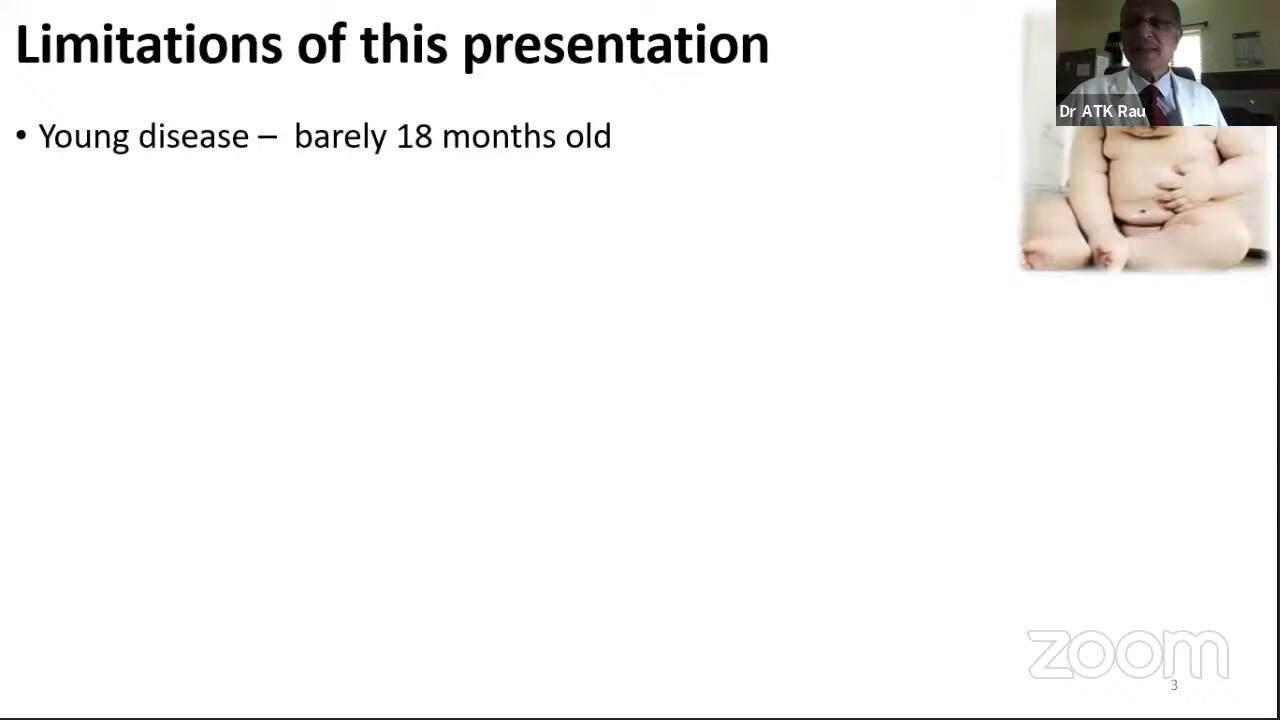 Limitations of this presentation
Dr ATK Rau
• Young disease – barely 18 months old
zoom
3